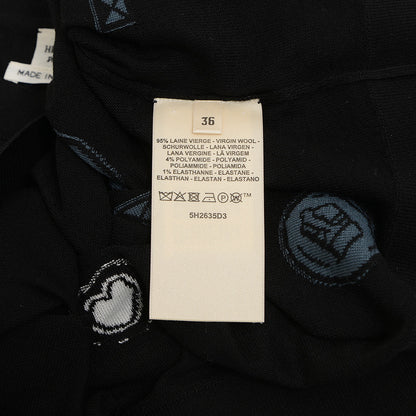 HE
MADE IN
36
95% LAINE VIERGE - VIRGIN WOOL -
SCHURWOLLE - LANA VIRGEN -
LANA VERGINE - LÃ VIRGEM
4% POLYAMIDE - POLYAMID -
POLIAMMIDE - POLIAMIDA
1% ELASTHANNE - ELASTANE -
ELASTHAN - ELASTAN - ELASTANO
5H2635D3